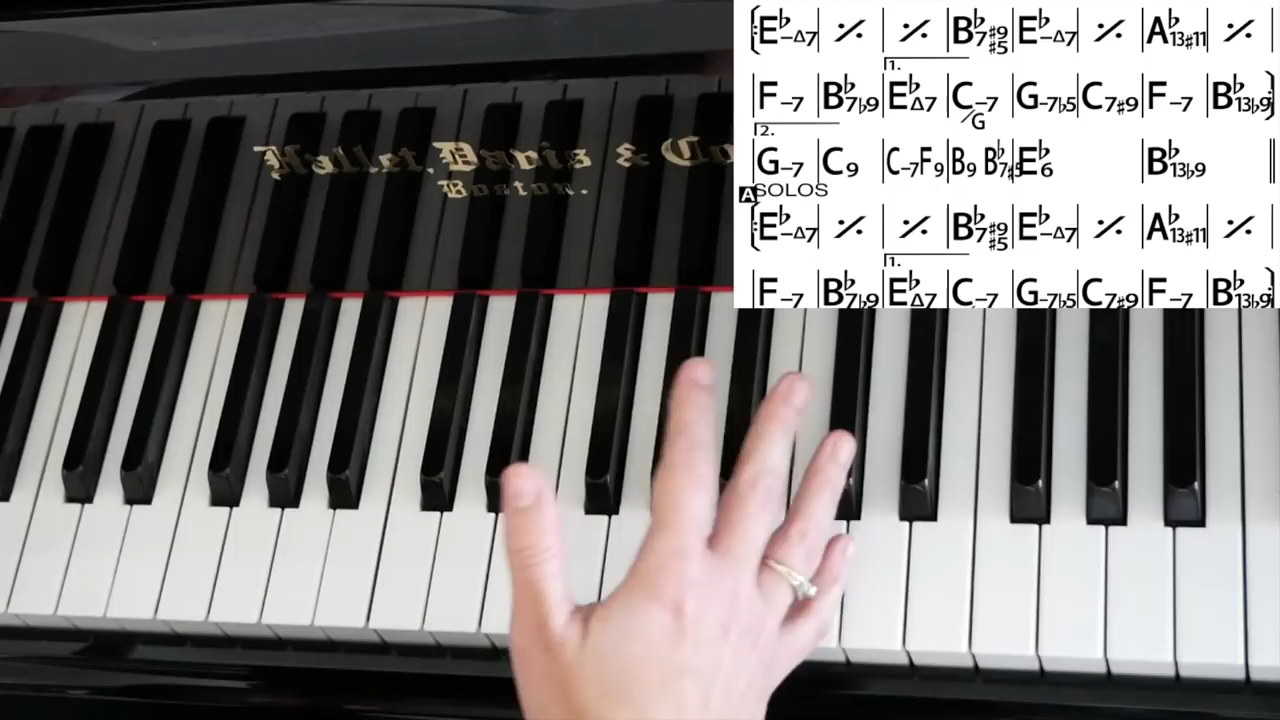 E♭-Δ7 | ٪ | ٪ | B♭7♯9♯5 | E♭-Δ7 | ٪ | A♭13♯11 | ٪
1.
F-7 | B♭7♭9 | E♭Δ7 | C-7/G | G-7♭5 | C7♯9 | F-7 | B♭13♭9
2.
G-7 | C9 | C-7 F9 | B9 B♭7♯5 | E♭6 | B♭13♭9
A SOLOS
E♭-Δ7 | ٪ | ٪ | B♭7♯9♯5 | E♭-Δ7 | ٪ | A♭13♯11 | ٪
1.
F-7 | B♭7♭9 | E♭Δ7 | C-7 | G-7♭5 | C7♯9 | F-7 | B♭13♭9
Hallet, Davis & Co
Boston.